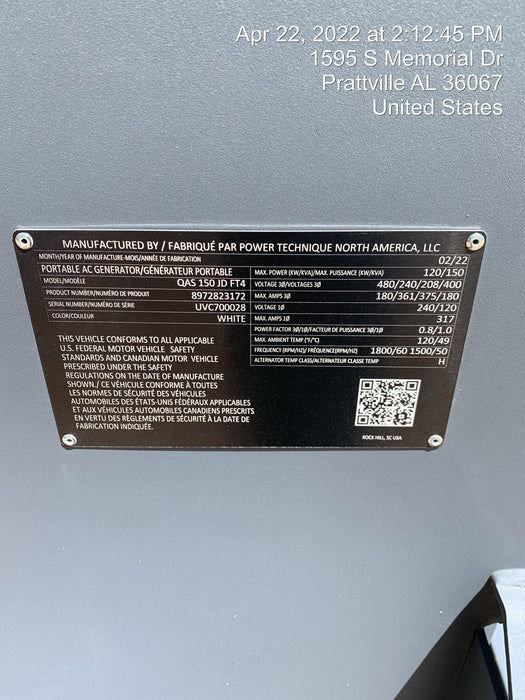 Apr 22, 2022 at 2:12:45 PM
1595 S Memorial Dr
Prattville AL 36067
United States
MANUFACTURED BY / FABRIQUÉ PAR POWER TECHNIQUE NORTH AMERICA, LLC
MONTH/YEAR OF MANUFACTURE-MOIS/ANNÉE DE FABRICATION 02/22
PORTABLE AC GENERATOR/GÉNÉRATEUR PORTABLE
MODEL/MODÈLE QAS 150 JD FT4
PRODUCT NUMBER/NUMÉRO DE PRODUIT 8972823172
SERIAL NUMBER/NUMÉRO DE SÉRIE UVC700028
COLOR/COULEUR WHITE
MAX. POWER (KW/KVA)/MAX. PUISSANCE (KW/KVA) 120/150
VOLTAGE 3Ø/VOLTAGES 3Ø 480/240/208/400
MAX. AMPS 3Ø 180/361/375/180
VOLTAGE 1Ø 240/120
MAX. AMPS 1Ø 317
POWER FACTOR 3Ø/1Ø/FACTEUR DE PUISSANCE 3Ø/1Ø 0.8/1.0
MAX. AMBIENT TEMP (°F/°C) 120/49
FREQUENCY (RPM/HZ)/ FRÉQUENCE(RPM/HZ) 1800/60 1500/50
ALTERNATOR TEMP CLASS/ALTERNATEUR CLASSE TEMP H
THIS VEHICLE CONFORMS TO ALL APPLICABLE
U.S. FEDERAL MOTOR VEHICLE SAFETY
STANDARDS AND CANADIAN MOTOR VEHICLE
PRESCRIBED UNDER THE SAFETY
REGULATIONS ON THE DATE OF MANUFACTURE
SHOWN./ CE VÉHICULE CONFORME À TOUTES
LES NORMES DE SÉCURITÉ DES VÉHICULES
AUTOMOBILES DES ÉTATS-UNIS FÉDÉRAUX APPLICABLES
ET AUX VÉHICULES AUTOMOBILES CANADIENS PRESCRITS
EN VERTU DES RÈGLEMENTS DE SÉCURITÉ À LA DATE DE
FABRICATION INDIQUÉE.
ROCK HILL, SC USA